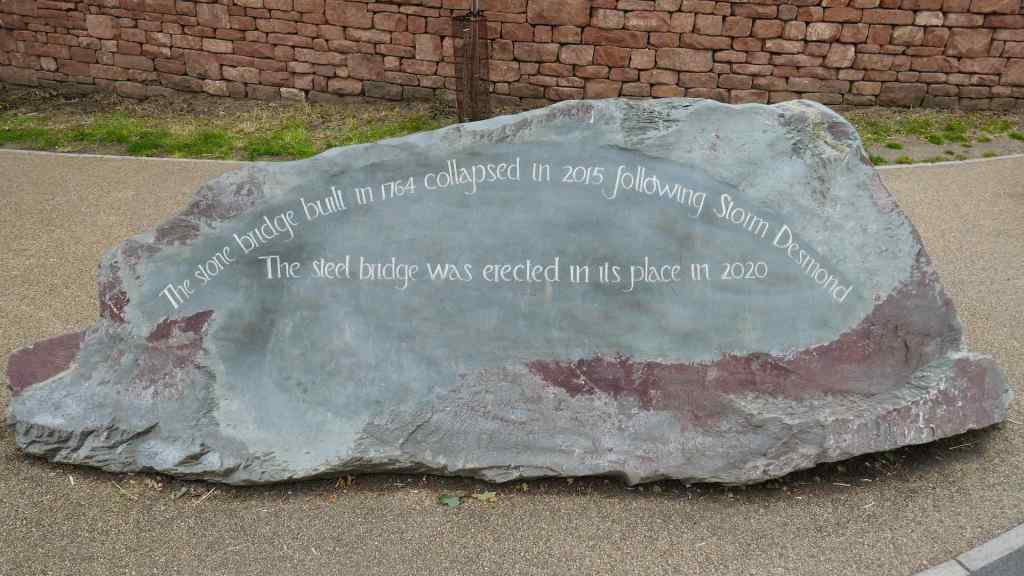 The stone bridge built in 1764 collapsed in 2015 following Storm Desmond
The steel bridge was erected in its place in 2020